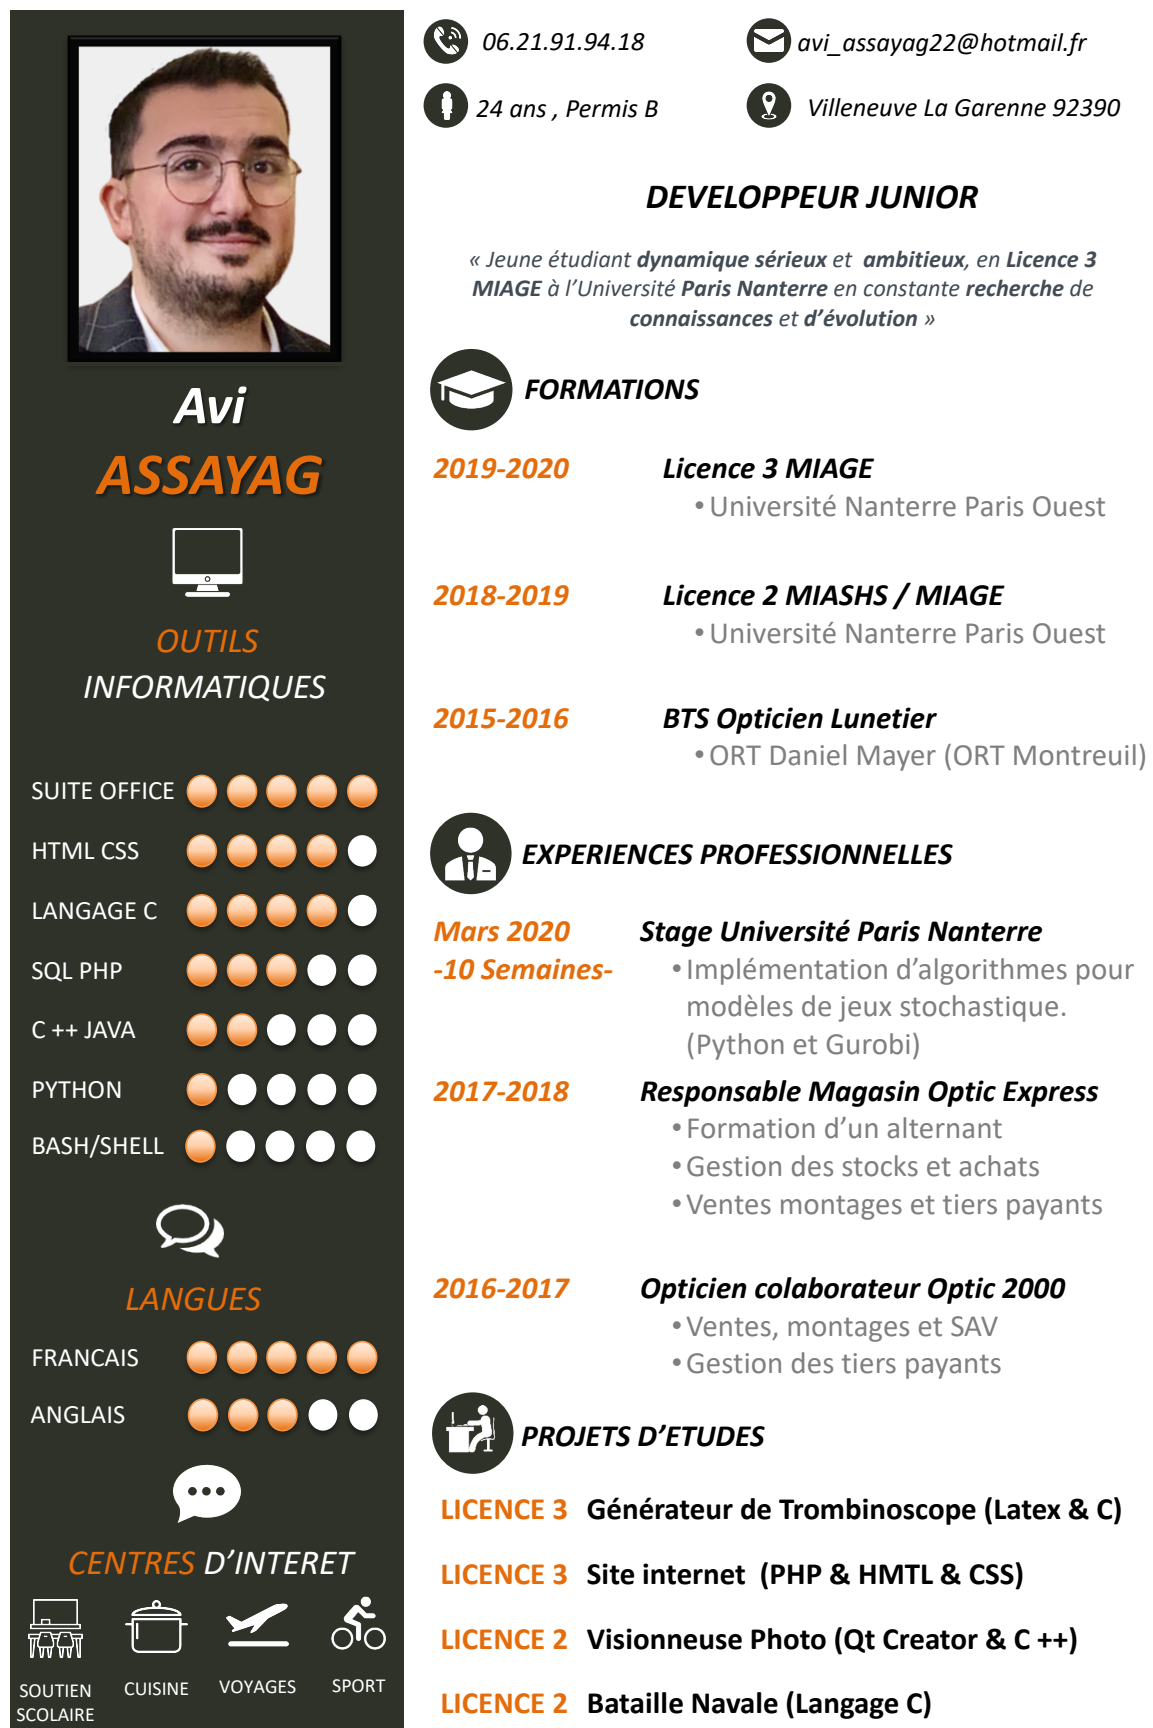 Avi
ASSAYAG
OUTILS
INFORMATIQUES
SUITE OFFICE
HTML CSS
LANGAGE C
SQL PHP
C ++ JAVA
PYTHON
BASH/SHELL
LANGUES
FRANCAIS
ANGLAIS
CENTRES D’INTERET
SOUTIEN
SCOLAIRE
CUISINE
VOYAGES
SPORT
06.21.91.94.18
avi_assayag22@hotmail.fr
24 ans , Permis B
Villeneuve La Garenne 92390
DEVELOPPEUR JUNIOR
« Jeune étudiant dynamique sérieux et ambitieux, en Licence 3
MIAGE à l’Université Paris Nanterre en constante recherche de
connaissances et d’évolution »
FORMATIONS
2019-2020 Licence 3 MIAGE
• Université Nanterre Paris Ouest
2018-2019 Licence 2 MIASHS / MIAGE
• Université Nanterre Paris Ouest
2015-2016 BTS Opticien Lunetier
• ORT Daniel Mayer (ORT Montreuil)
EXPERIENCES PROFESSIONNELLES
Mars 2020 Stage Université Paris Nanterre
-10 Semaines- • Implémentation d’algorithmes pour
modèles de jeux stochastique.
(Python et Gurobi)
2017-2018 Responsable Magasin Optic Express
• Formation d’un alternant
• Gestion des stocks et achats
• Ventes montages et tiers payants
2016-2017 Opticien colaborateur Optic 2000
• Ventes, montages et SAV
• Gestion des tiers payants
PROJETS D’ETUDES
LICENCE 3 Générateur de Trombinoscope (Latex & C)
LICENCE 3 Site internet (PHP & HMTL & CSS)
LICENCE 2 Visionneuse Photo (Qt Creator & C ++)
LICENCE 2 Bataille Navale (Langage C)